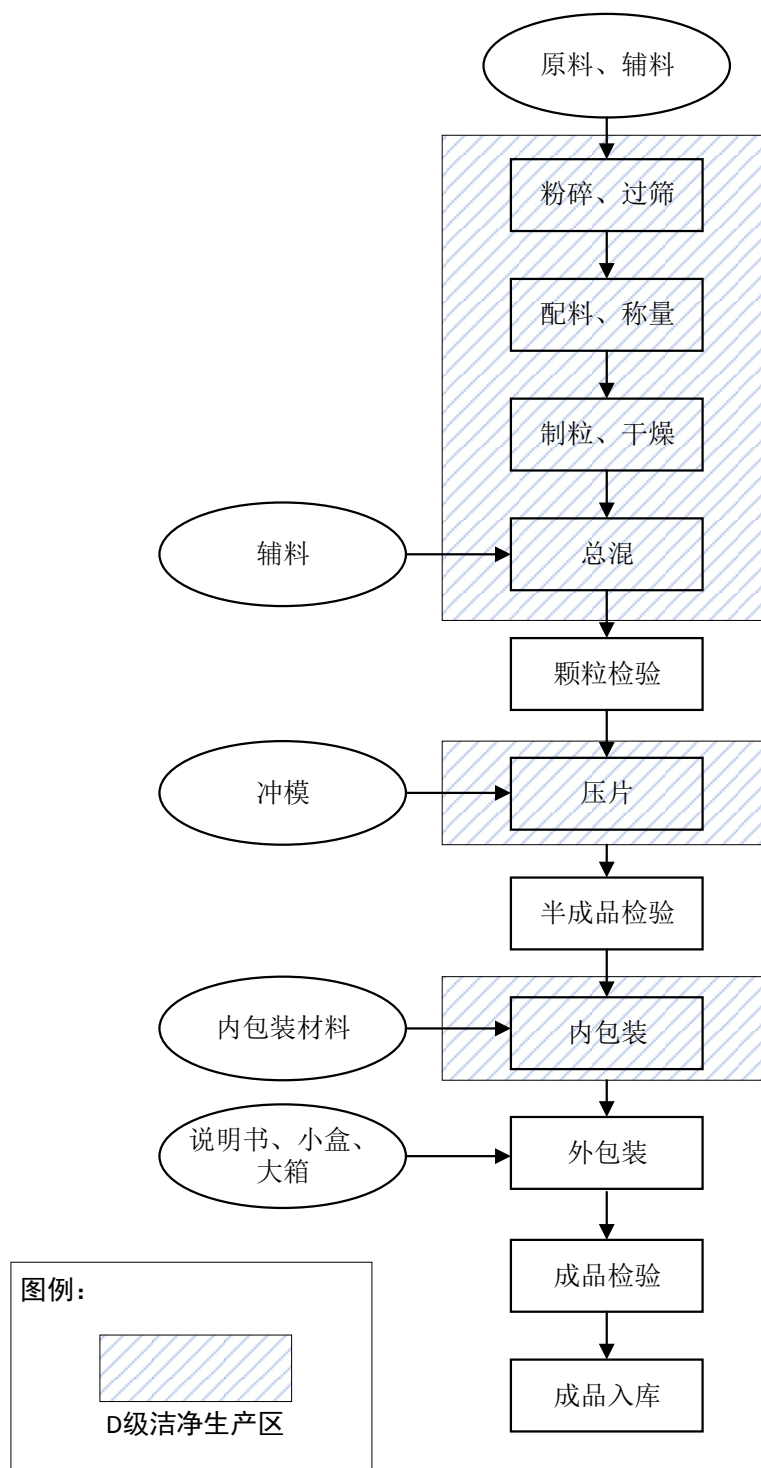 原料、辅料
粉碎、过筛
配料、称量
制粒、干燥
辅料
总混
颗粒检验
冲模
压片
半成品检验
内包装材料
内包装
说明书、小盒、
大箱
外包装
成品检验
成品入库
图例：
D级洁净生产区